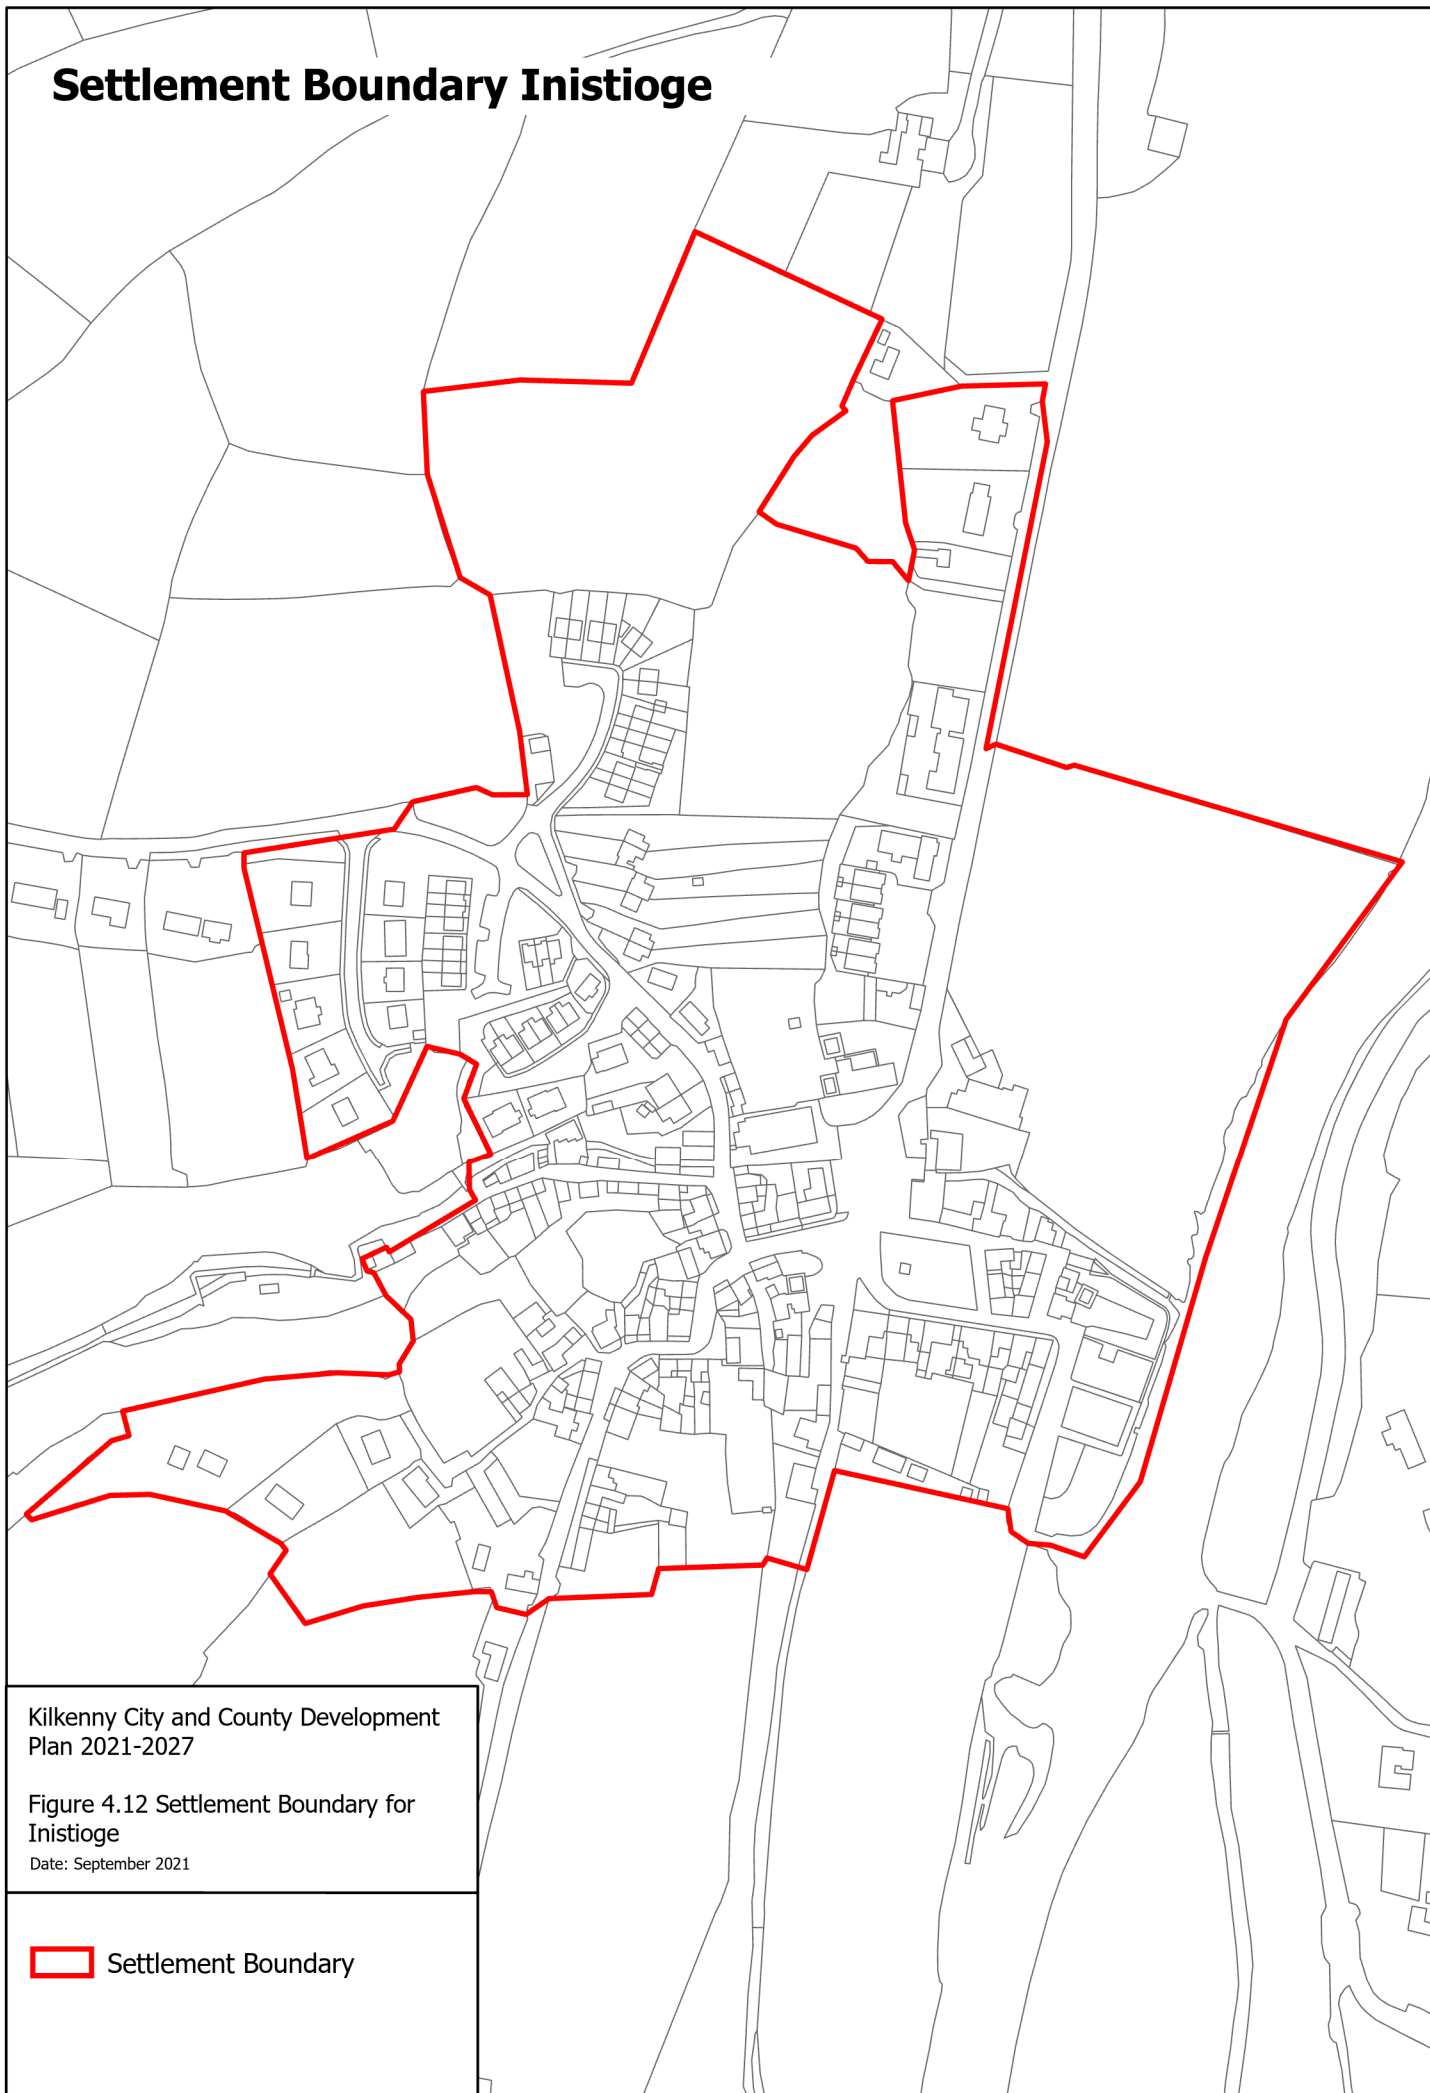 Settlement Boundary Inistioge
Kilkenny City and County Development
Plan 2021-2027
Figure 4.12 Settlement Boundary for
Inistioge
Date: September 2021
Settlement Boundary